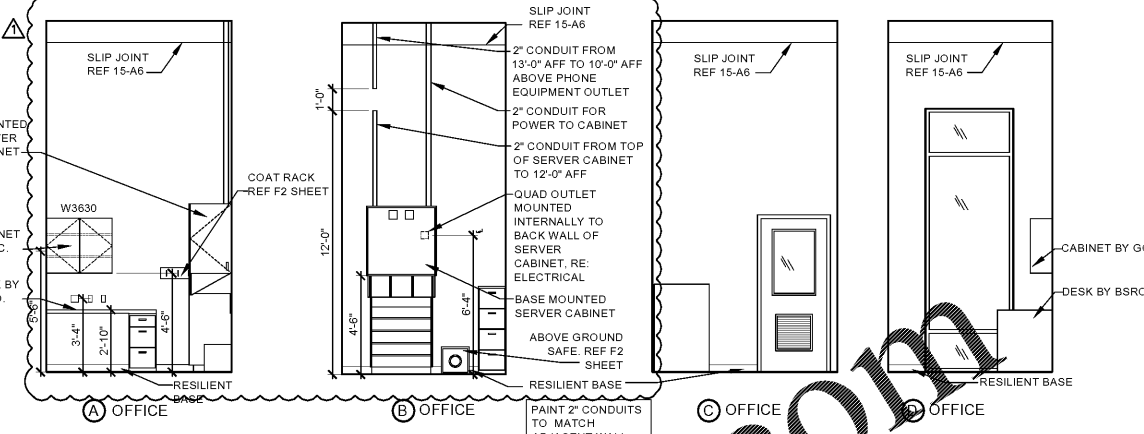 1
SLIP JOINT
REF 15-A6
COAT RACK
REF F2 SHEET
W3630
5'-6"
3'-4"
2'-10"
4'-6"
RESILIENT
BASE
A OFFICE
SLIP JOINT
REF 15-A6
2" CONDUIT FROM
13'-0" AFF TO 10'-0" AFF
ABOVE PHONE
EQUIPMENT OUTLET
2" CONDUIT FOR
POWER TO CABINET
2" CONDUIT FROM TOP
OF SERVER CABINET
TO 12'-0" AFF
QUAD OUTLET
MOUNTED
INTERNALLY TO
BACK WALL OF
SERVER
CABINET, RE:
ELECTRICAL
BASE MOUNTED
SERVER CABINET
ABOVE GROUND
SAFE. REF F2
SHEET
RESILIENT BASE
1'-0"
12'-0"
4'-6"
6'-4"
B OFFICE
PAINT 2" CONDUITS
TO MATCH
ADJACENT WALL
SLIP JOINT
REF 15-A6
C OFFICE
SLIP JOINT
REF 15-A6
CABINET BY
DESK BY BSRO
RESILIENT BASE
D OFFICE
com